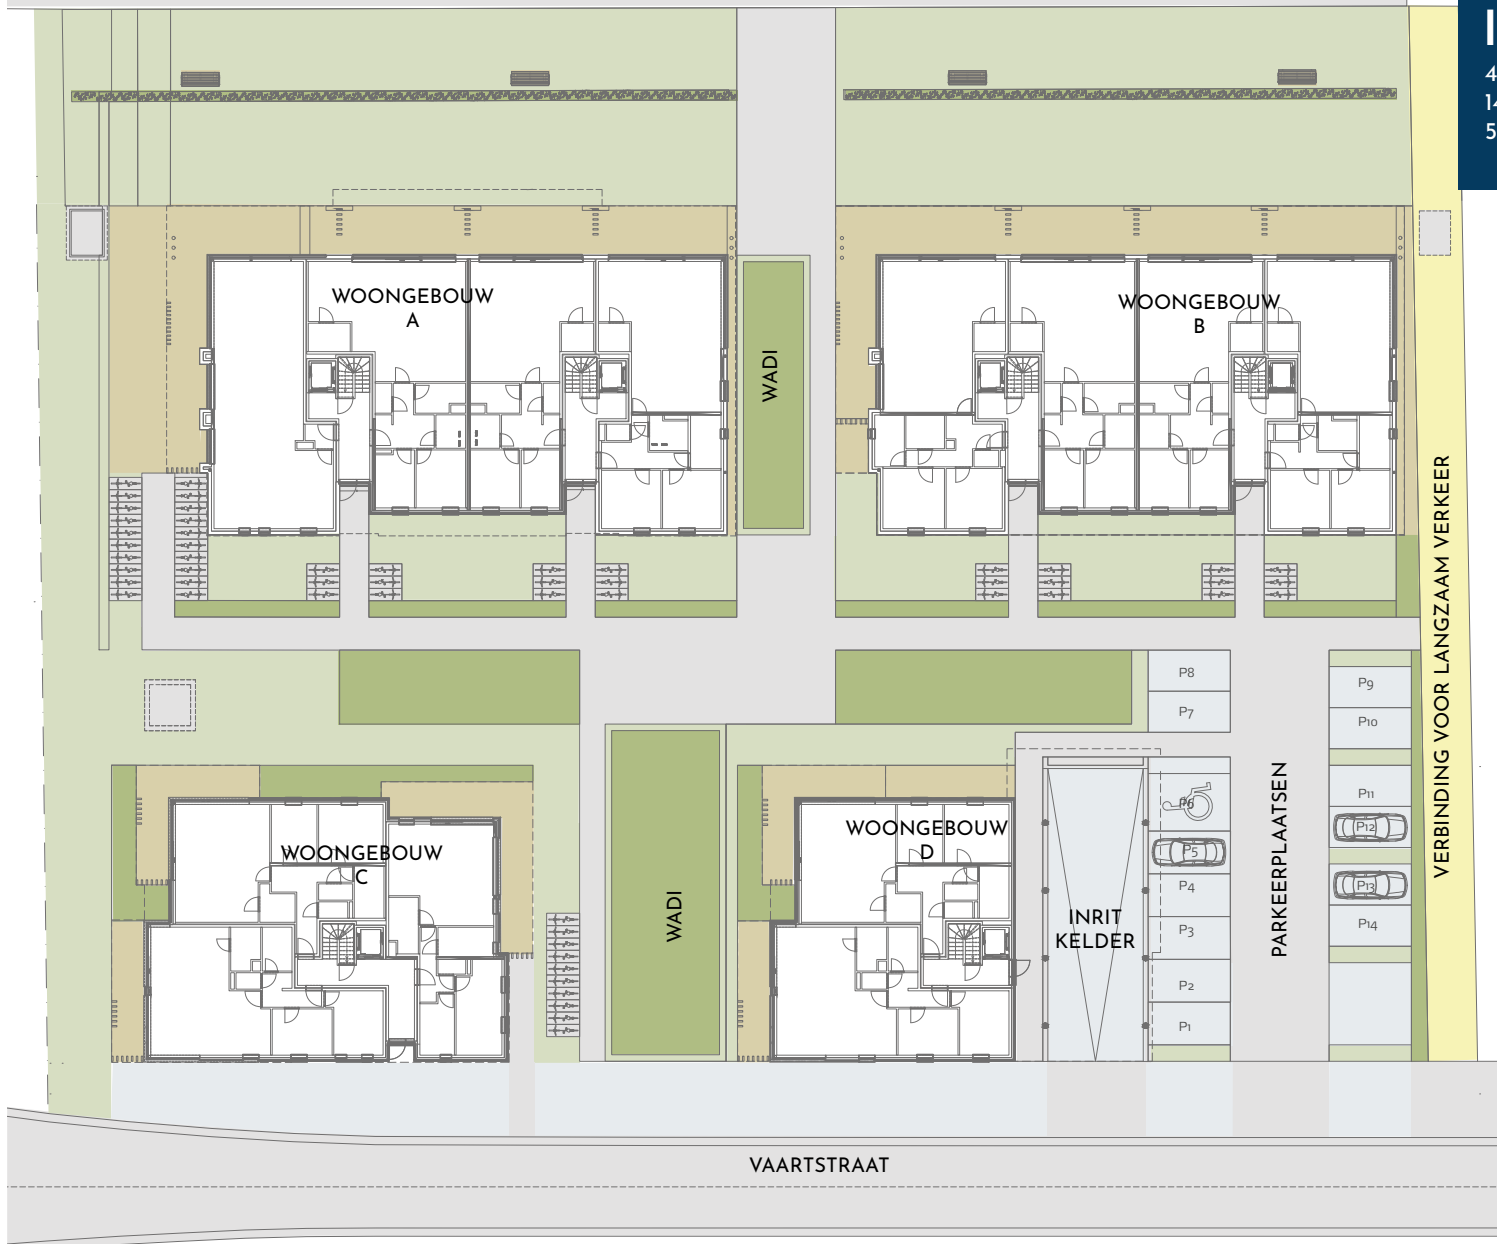 WOONGEBOUW
A
WOONGEBOUW
B
WADI
VERBINDING VOOR LANGZAAM VERKEER
P8
P7
P9
P10
WOONGEBOUW
C
WADI
WOONGEBOUW
D
INRIT
KELDER
P6
P5
P4
P3
P2
P1
PARKEERPLAATSEN
P11
P12
P13
P14
VAARTSTRAAT